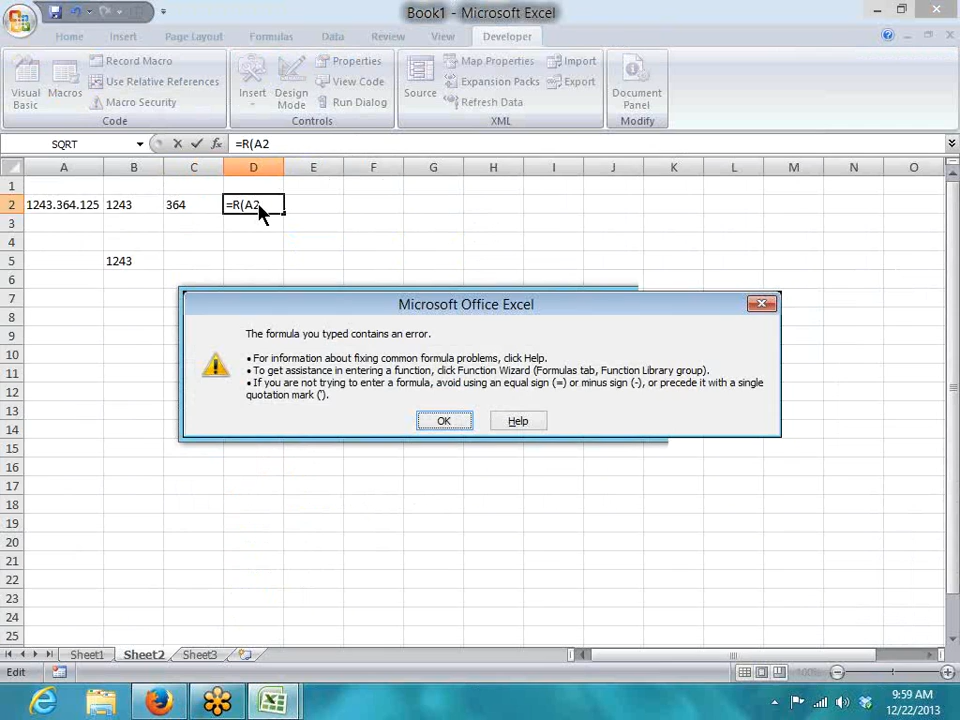 Book1 - Microsoft Excel
Home Insert Page Layout Formulas Data Review View Developer
Visual Basic
Macros
Record Macro
Use Relative References
Macro Security
Code
Insert
Design Mode
Properties
View Code
Run Dialog
Controls
Source
Map Properties
Expansion Packs
Refresh Data
Import
Export
XML
Document Panel
Modify
SQRT =R(A2
A B C D E F G H I J K L M N O
1
2 1243.364.125 1243 364 =R(A2
3
4
5 1243
6
7
8
9
10
11
12
13
14
15
16
17
18
19
20
21
22
23
24
25
Microsoft Office Excel
The formula you typed contains an error.
• For information about fixing common formula problems, click Help.
• To get assistance in entering a function, click Function Wizard (Formulas tab, Function Library group).
• If you are not trying to enter a formula, avoid using an equal sign (=) or minus sign (-), or precede it with a single
quotation mark (').
OK Help
Sheet1 Sheet2 Sheet3
Edit 100%
9:59 AM
12/22/2013